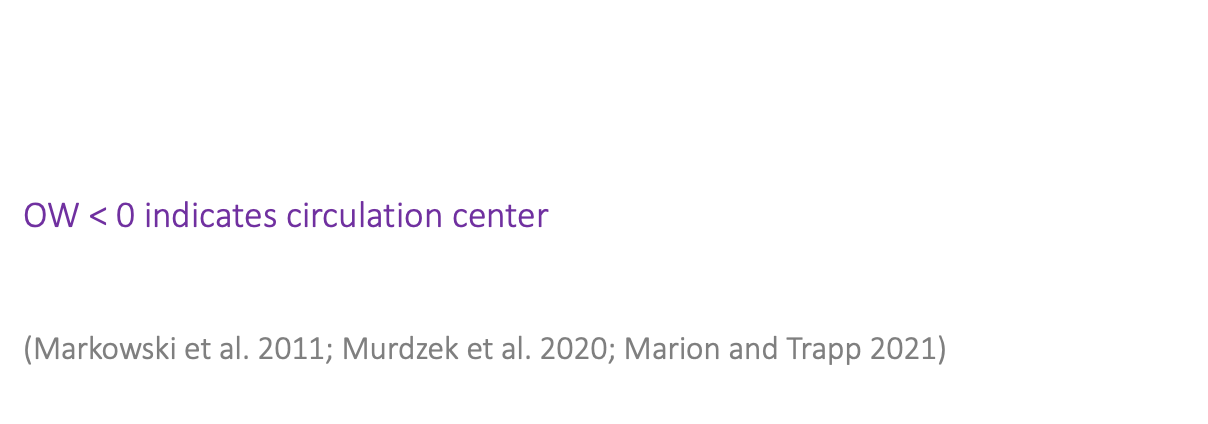 OW < 0 indicates circulation center
(Markowski et al. 2011; Murdzek et al. 2020; Marion and Trapp 2021)